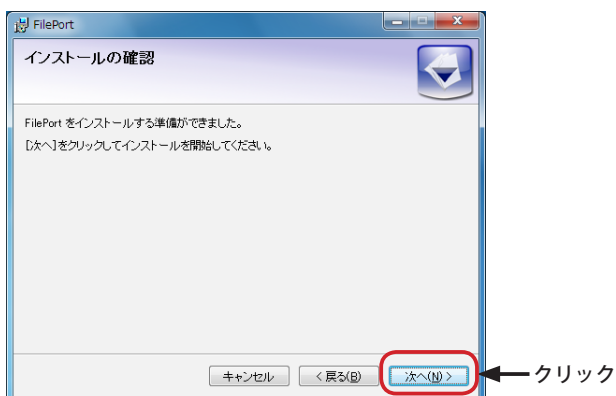 FilePort
インストールの確認
FilePort をインストールする準備ができました。
[次へ]をクリックしてインストールを開始してください。
キャンセル
< 戻る(B)
次へ(N) >
クリック